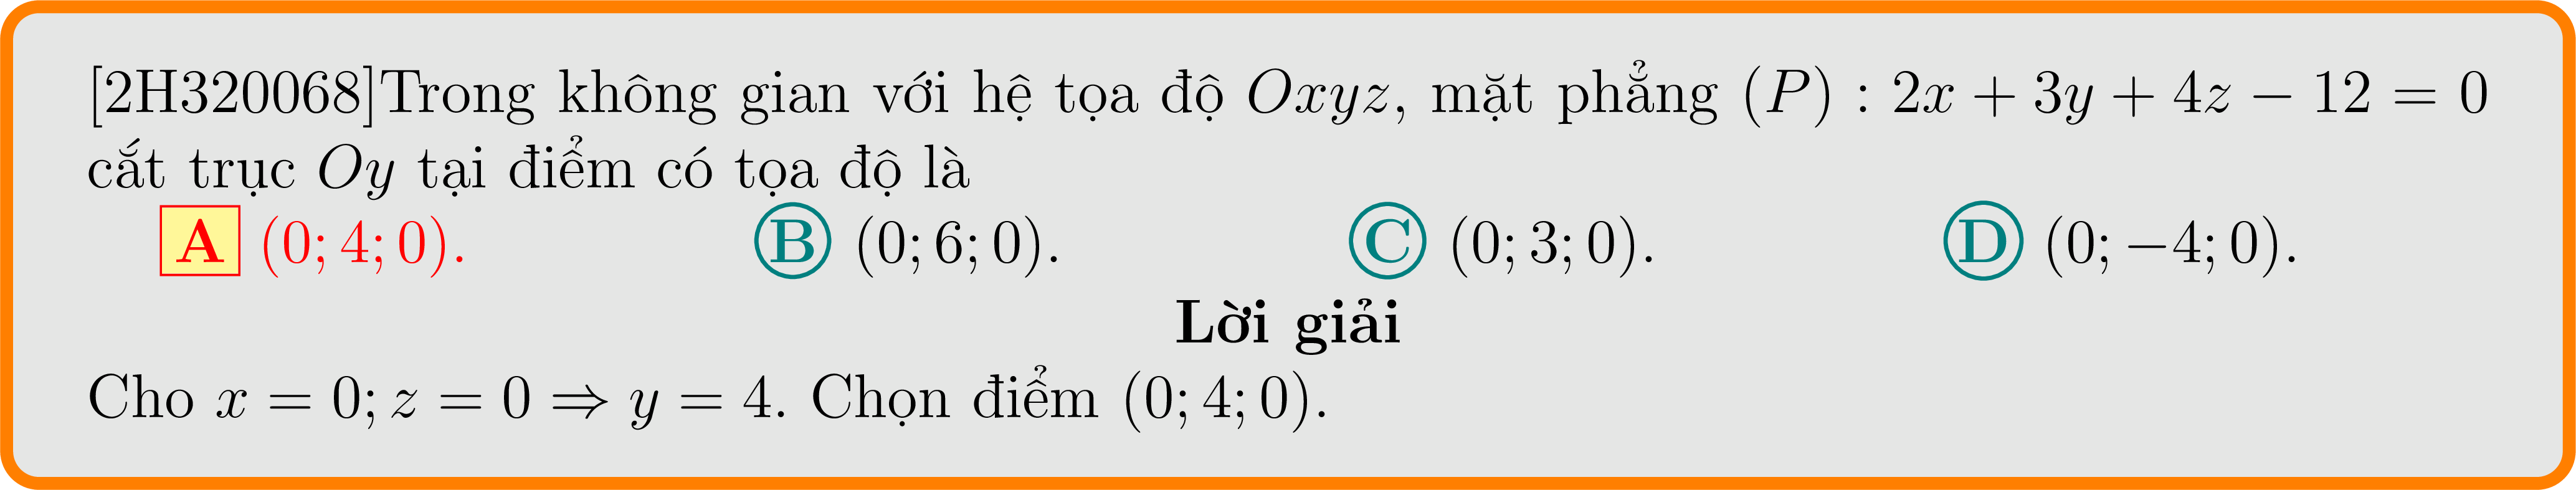 [2H320068]Trong không gian với hệ tọa độ Oxyz, mặt phẳng (P) : 2x + 3y + 4z − 12 = 0
cắt trục Oy tại điểm có tọa độ là
A (0; 4; 0). B (0; 6; 0). C (0; 3; 0). D (0; −4; 0).
Lời giải
Cho x = 0; z = 0 ⇒ y = 4. Chọn điểm (0; 4; 0).